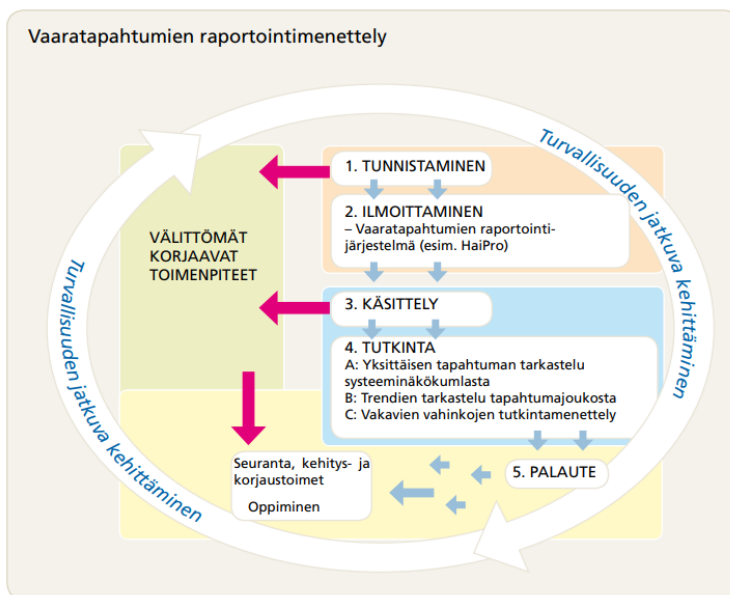 Vaaratapahtumien raportointimenettely
Turvallisuuden jatkuva kehittäminen
1. TUNNISTAMINEN
2. ILMOITTAMINEN
– Vaaratapahtumien raportointi-
järjestelmä (esim. HaiPro)
VÄLITTÖMÄT
KORJAAVAT
TOIMENPITEET
3. KÄSITTELY
4. TUTKINTA
A: Yksittäisen tapahtuman tarkastelu
systeeminäkökumlasta
B: Trendien tarkastelu tapahtumajoukosta
C: Vakavien vahinkojen tutkintamenettely
5. PALAUTE
Seuranta, kehitys- ja
korjaustoimet
Oppiminen
Turvallisuuden jatkuva kehittäminen